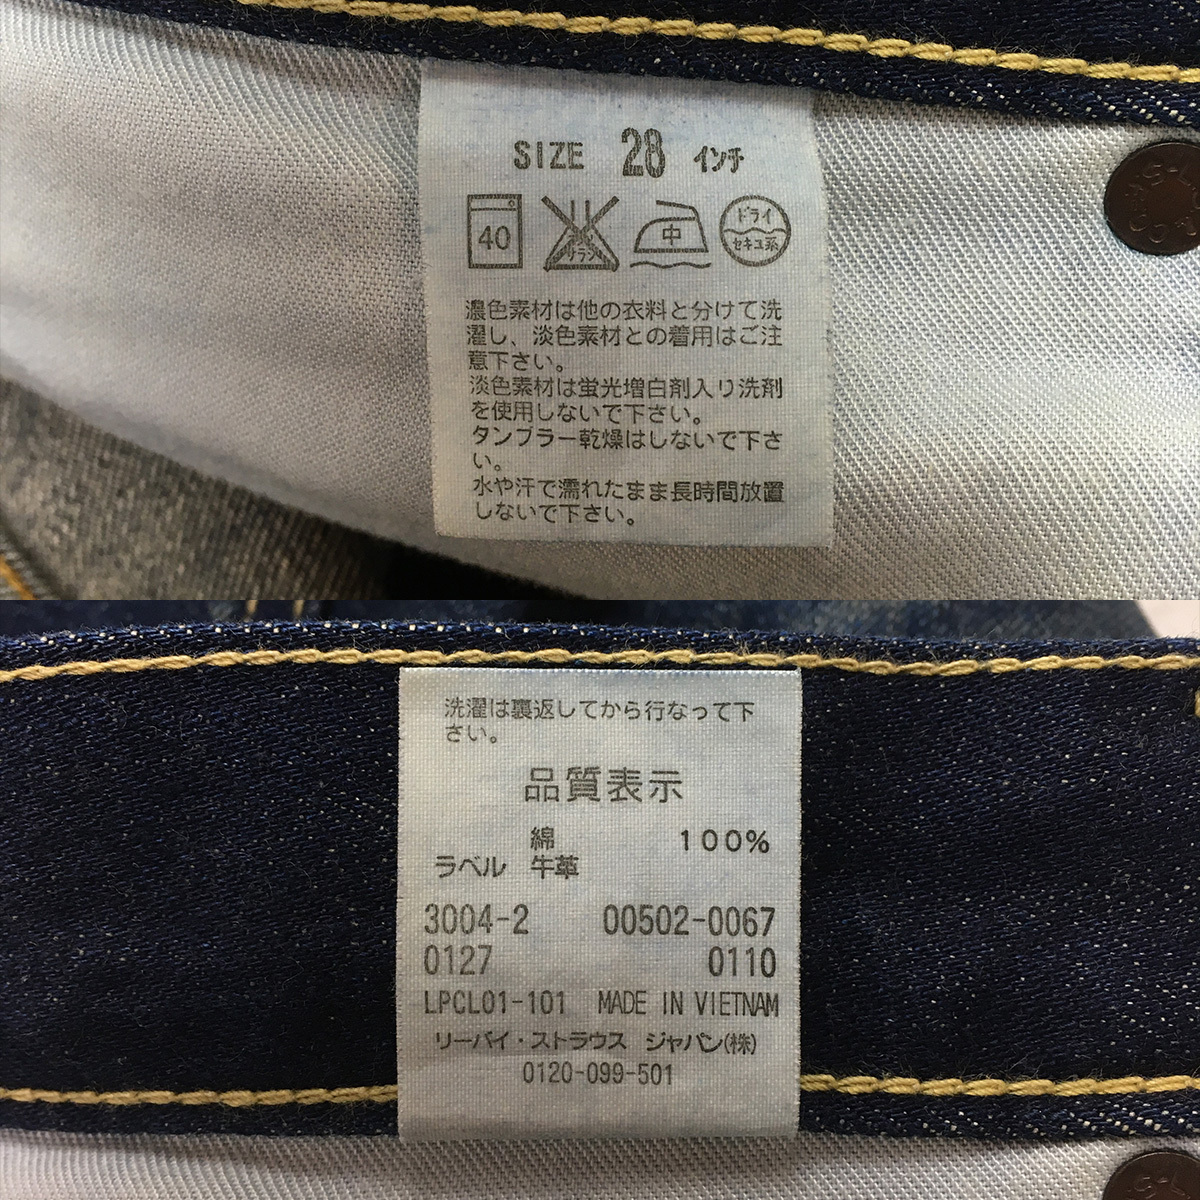 SIZE 28 インチ
40 エンソサラシ 中 ドライ セキユ系
濃色素材は他の衣料と分けて洗
濯し、淡色素材との着用はご注
意下さい。
淡色素材は蛍光増白剤入り洗剤
を使用しないで下さい。
タンブラー乾燥はしないで下さ
い。
水や汗で濡れたまま長時間放置
しないで下さい。
洗濯は裏返してから行なって下
さい。
品質表示
綿 100%
ラベル 牛革
3004-2 00502-0067
0127 0110
LPCL01-101 MADE IN VIETNAM
リーバイ・ストラウス ジャパン(株)
0120-099-501